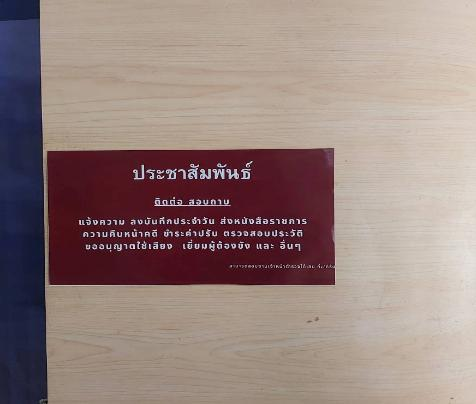 ประชาสัมพันธ์
ติดต่อ สอบถาม
แจ้งความ ลงบันทึกประจำวัน ส่งหนังสือราชการ
ความคืบหน้าคดี ชำระค่าปรับ ตรวจสอบประวัติ
ขออนุญาตใช้เสียง เยี่ยมผู้ต้องขัง และ อื่นๆ